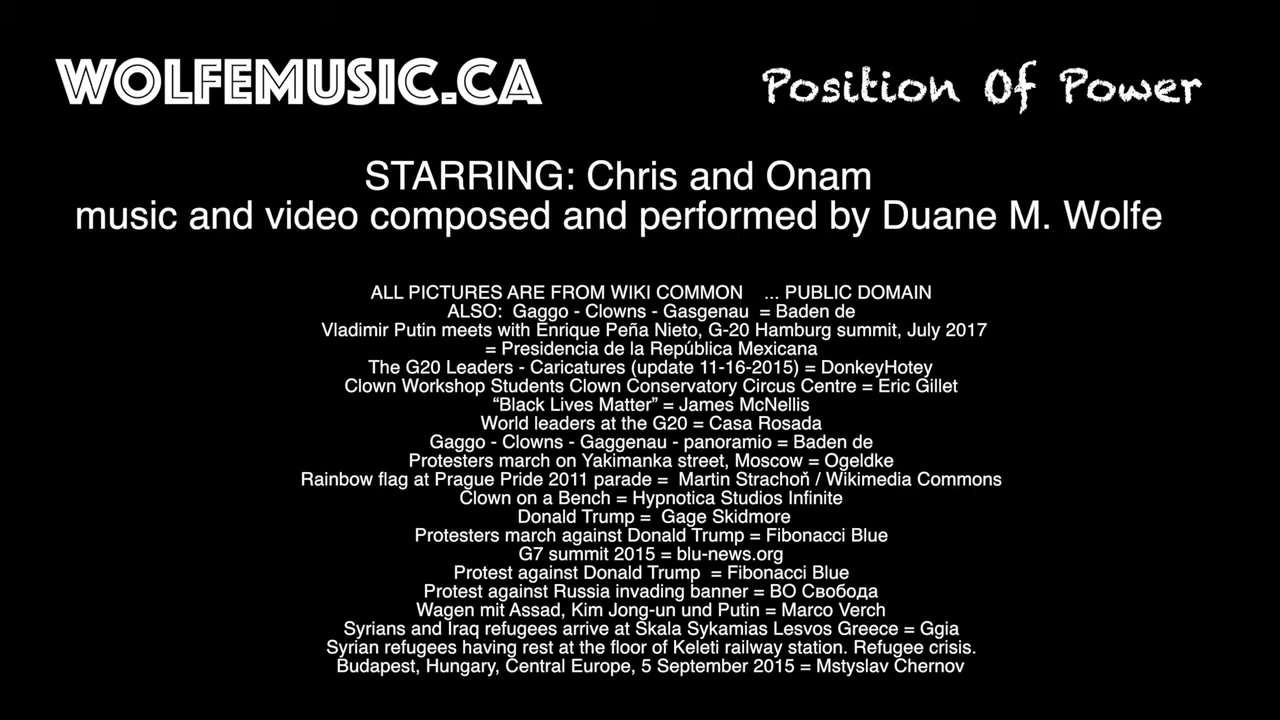 WOLFEMUSIC.CA
Position Of Power
STARRING: Chris and Onam
music and video composed and performed by Duane M. Wolfe
ALL PICTURES ARE FROM WIKI COMMON ... PUBLIC DOMAIN
ALSO: Gaggo - Clowns - Gasgenau = Baden de
Vladimir Putin meets with Enrique Peña Nieto, G-20 Hamburg summit, July 2017
= Presidencia de la República Mexicana
The G20 Leaders - Caricatures (update 11-16-2015) = DonkeyHotey
Clown Workshop Students Clown Conservatory Circus Centre = Eric Gillet
“Black Lives Matter” = James McNellis
World leaders at the G20 = Casa Rosada
Gaggo - Clowns - Gaggenau - panoramio = Baden de
Protesters march on Yakimanka street, Moscow = Ogeldke
Rainbow flag at Prague Pride 2011 parade = Martin Strachoň / Wikimedia Commons
Clown on a Bench = Hypnotica Studios Infinite
Donald Trump = Gage Skidmore
Protesters march against Donald Trump = Fibonacci Blue
G7 summit 2015 = blu-news.org
Protest against Donald Trump = Fibonacci Blue
Protest against Russia invading banner = ВО Свобода
Wagen mit Assad, Kim Jong-un und Putin = Marco Verch
Syrians and Iraq refugees arrive at Skala Sykamias Lesvos Greece = Ggia
Syrian refugees having rest at the floor of Keleti railway station. Refugee crisis.
Budapest, Hungary, Central Europe, 5 September 2015 = Mstyslav Chernov